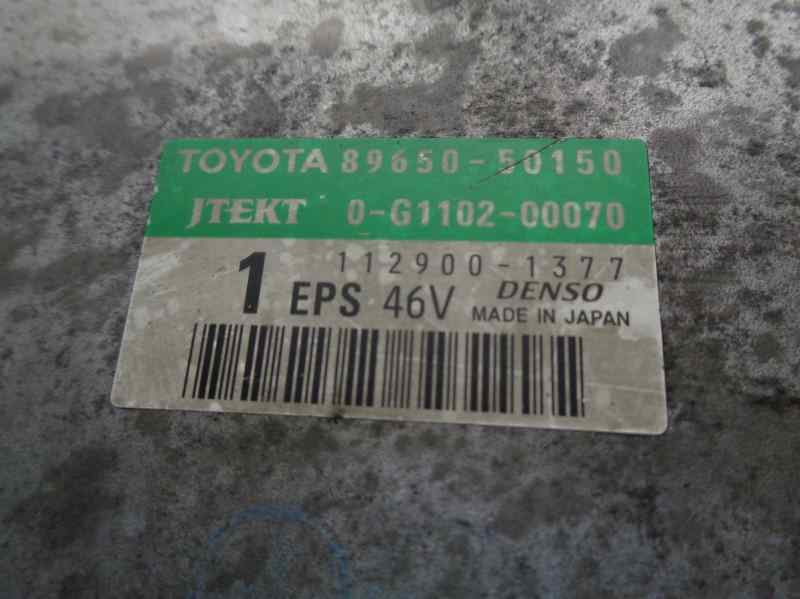 TOYOTA 89650-50150
JTEKT 0-G1102-00070
112900-1377
1 EPS 46V DENSO
MADE IN JAPAN